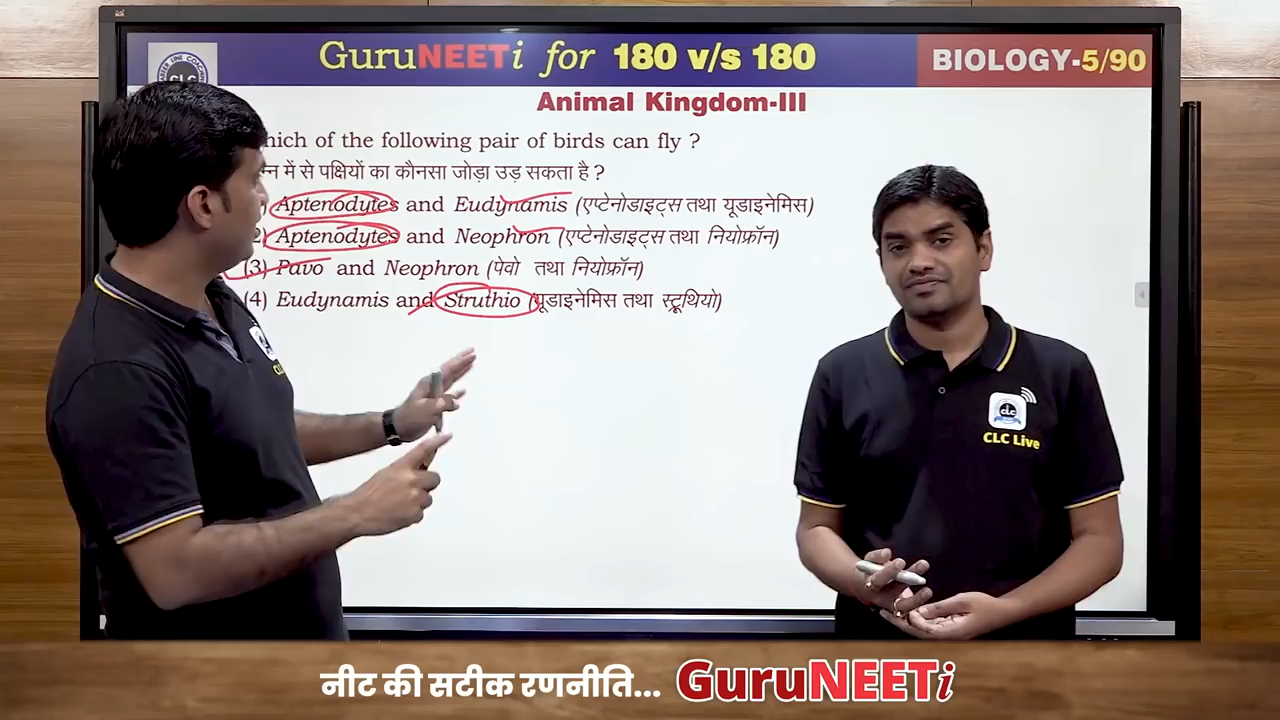 GuruNEETi for 180 v/s 180
BIOLOGY-5/90
CLC
Animal Kingdom-III
of the following pair of birds can fly ?
में से पक्षियों का कौनसा जोड़ा उड़ सकता है ?
Aptenodytes and Eudynamis (एप्टेनोडाइट्स तथा यूडाइनेमिस)
2) Aptenodytes and Neophron (एप्टेनोडाइट्स तथा नियोफ्रॉन)
(3) Pavo and Neophron (पेवो तथा नियोफ्रॉन)
(4) Eudynamis and Struthio (यूडाइनेमिस तथा स्ट्रूथियो)
CLC
CLC Live
नीट की सटीक रणनीति... GuruNEETi